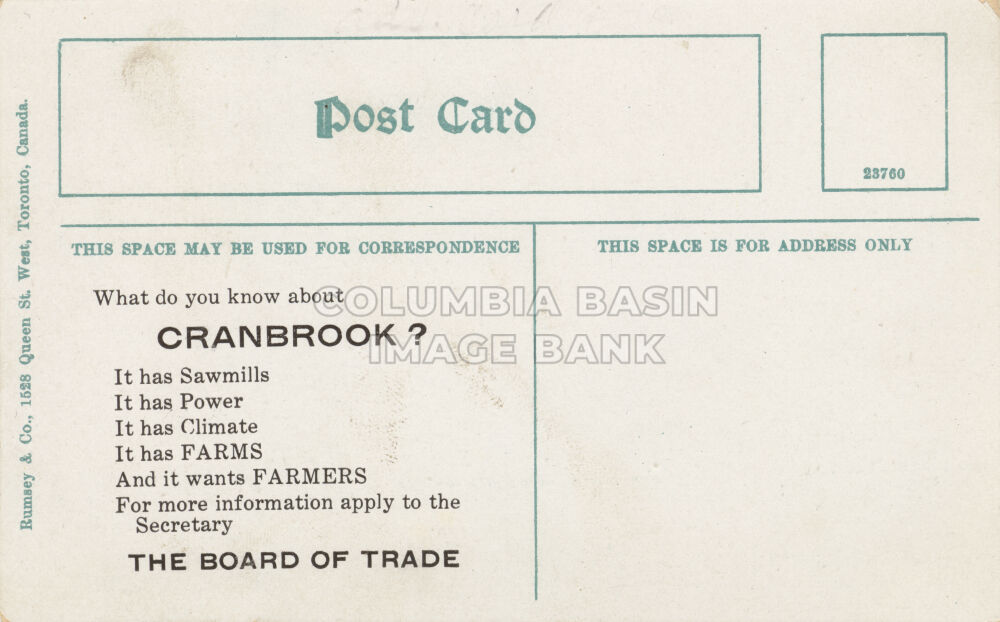 Post Card
23760
Rumsey & Co., 1528 Queen St. West, Toronto, Canada.
THIS SPACE MAY BE USED FOR CORRESPONDENCE
THIS SPACE IS FOR ADDRESS ONLY
What do you know about
CRANBROOK?
It has Sawmills
It has Power
It has Climate
It has FARMS
And it wants FARMERS
For more information apply to the
Secretary
THE BOARD OF TRADE
COLUMBIA BASIN
IMAGE BANK